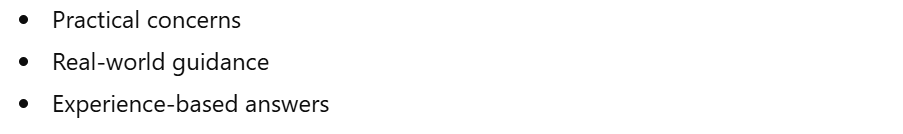 • Practical concerns
• Real-world guidance
• Experience-based answers